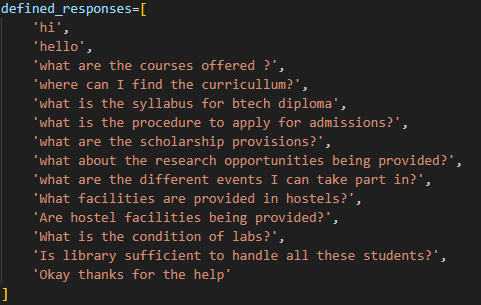 defined_responses=[
'hi',
'hello',
'what are the courses offered ?',
'where can I find the curricullum?',
'what is the syllabus for btech diploma',
'what is the procedure to apply for admissions?',
'what are the scholarship provisions?',
'what about the research opportunities being provided?',
'what are the different events I can take part in?',
'What facilities are provided in hostels?',
'Are hostel facilities being provided?',
'What is the condition of labs?',
'Is library sufficient to handle all these students?',
'Okay thanks for the help'
]